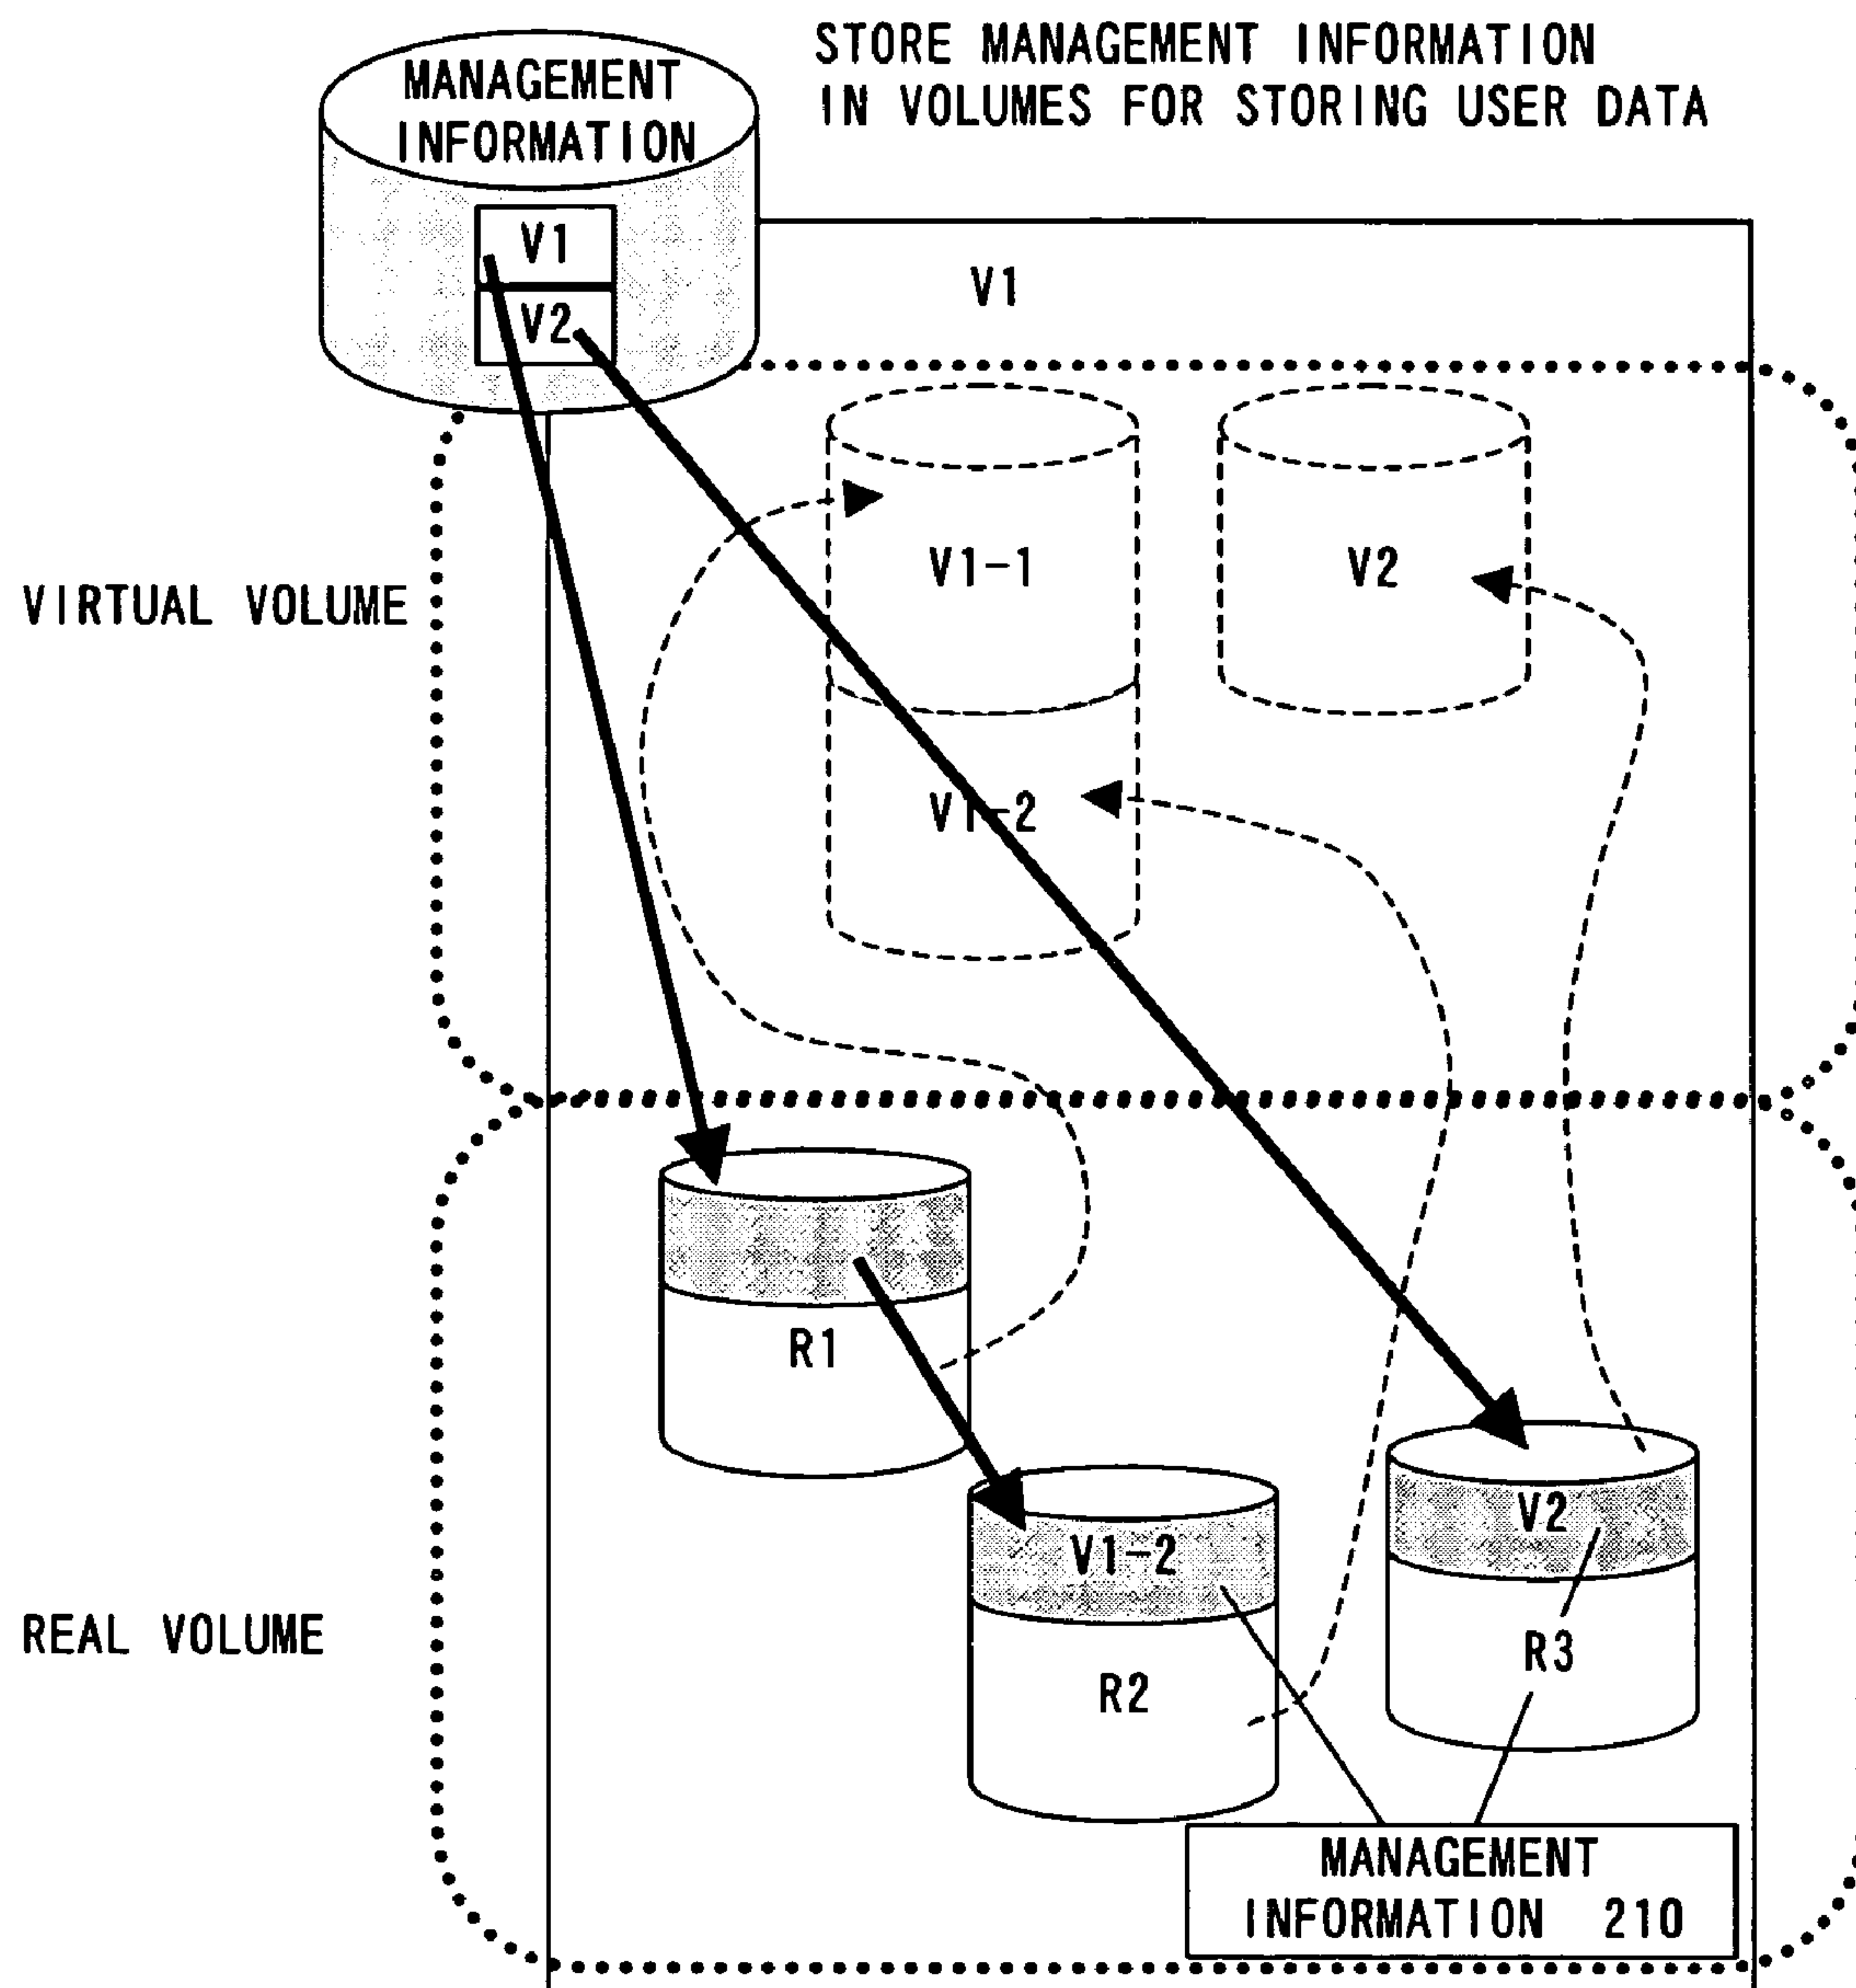 STORE MANAGEMENT INFORMATION
IN VOLUMES FOR STORING USER DATA
MANAGEMENT
INFORMATION
V1
V2
V1
VIRTUAL VOLUME
V1-1
V2
V1-2
R1
V1-2
V2
REAL VOLUME
R2
R3
MANAGEMENT
INFORMATION 210